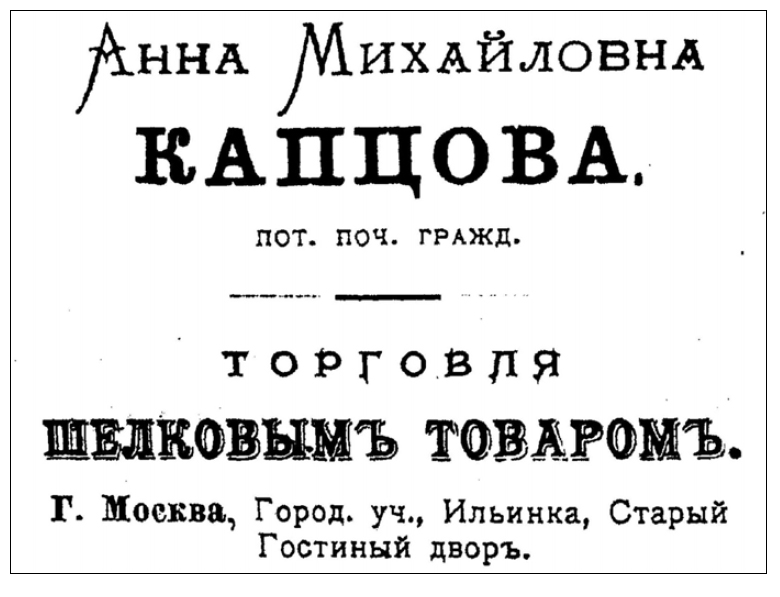 Анна Михайловна
КАПЦОВА.
ПОТ. ПОЧ. ГРАЖД.
ТОРГОВЛЯ
ШЕЛКОВЫМЪ ТОВАРОМЪ.
Г. Москва, Город. уч., Ильинка, Старый
Гостиный дворъ.